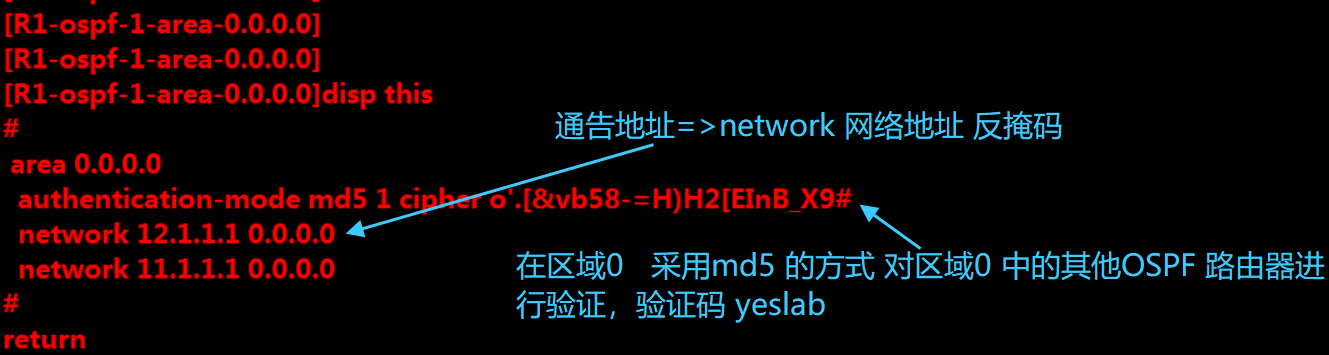 [R1-ospf-1-area-0.0.0.0]
[R1-ospf-1-area-0.0.0.0]
[R1-ospf-1-area-0.0.0.0]disp this
#
通告地址=>network 网络地址 反掩码
area 0.0.0.0
authentication-mode md5 1 cipher o'.[&vb58-=H)H2[EInB_X9#
network 12.1.1.1 0.0.0.0
network 11.1.1.1 0.0.0.0
在区域0 采用md5 的方式 对区域0 中的其他OSPF 路由器进
行验证，验证码 yeslab
#
return